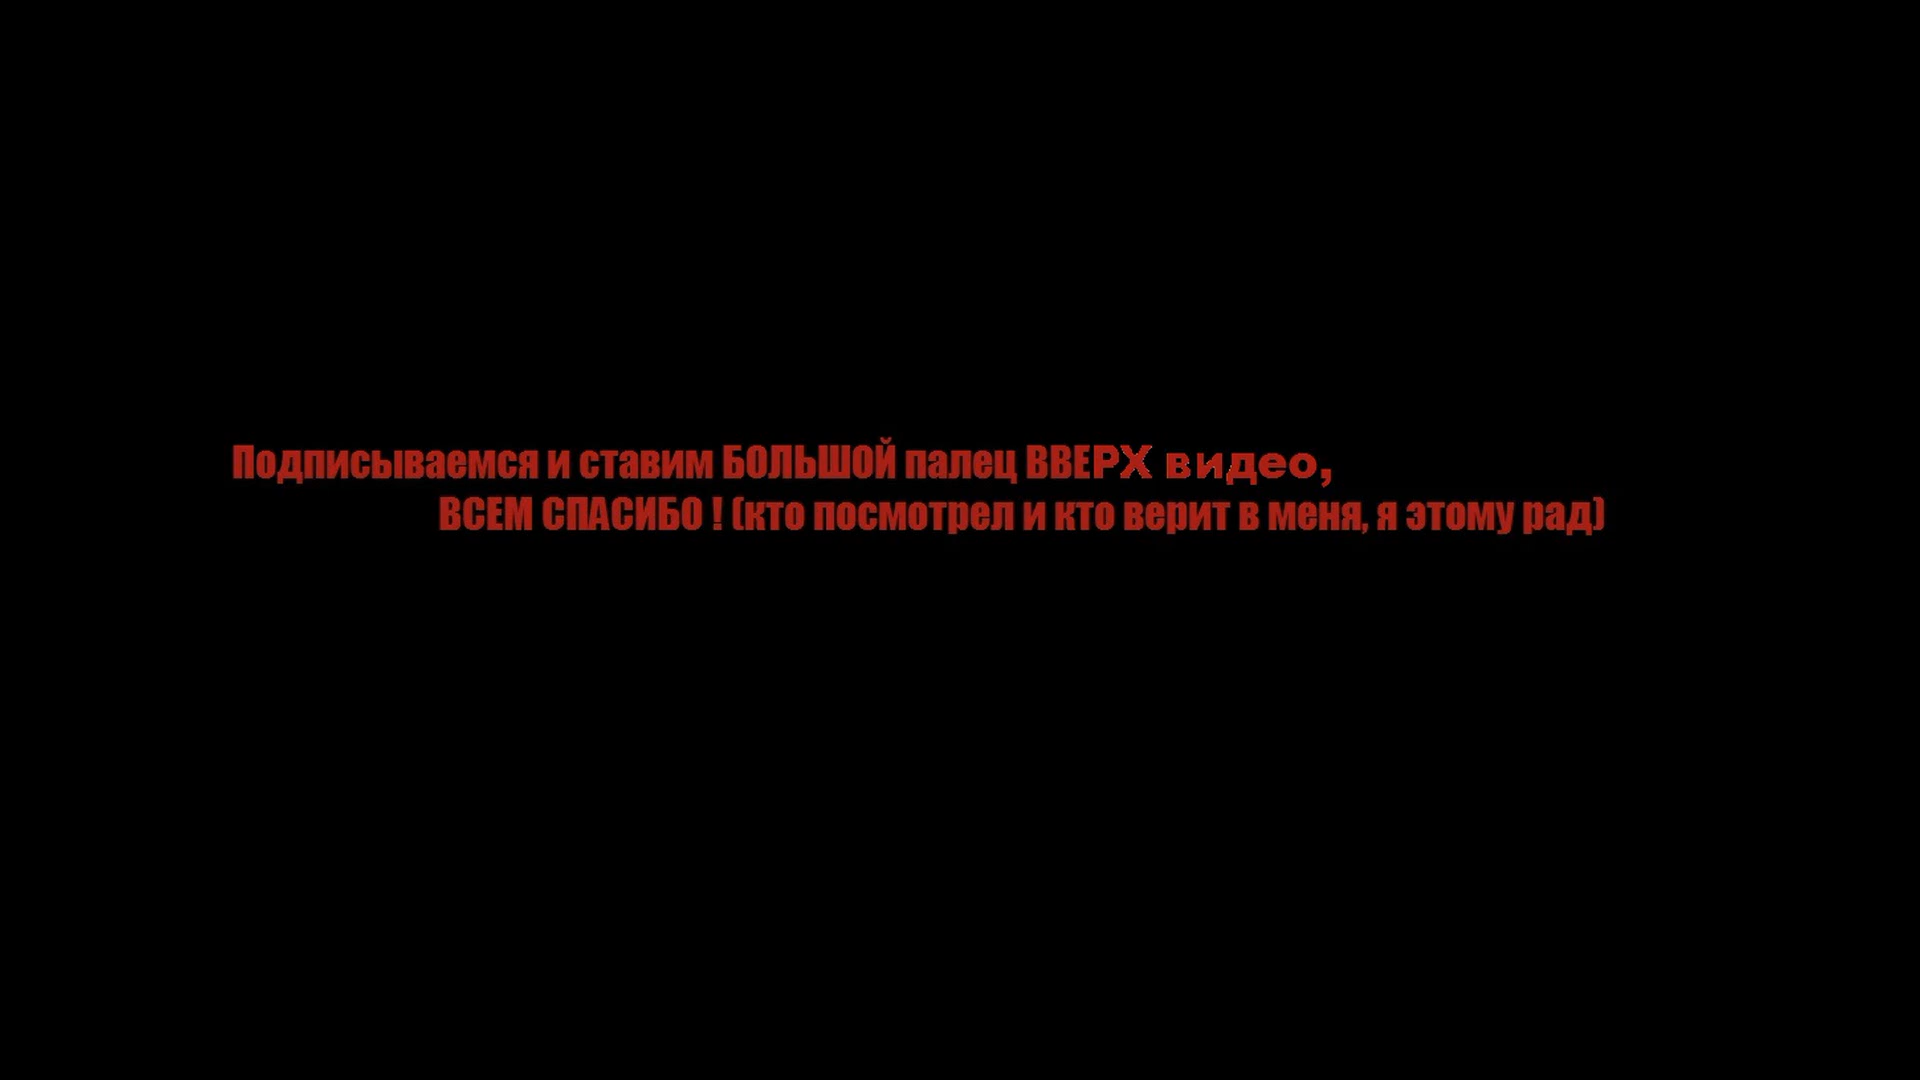 Подписываемся и ставим БОЛЬШОЙ палец ВВЕРХ видео,
ВСЕМ СПАСИБО ! (кто посмотрел и кто верит в меня, я этому рад)